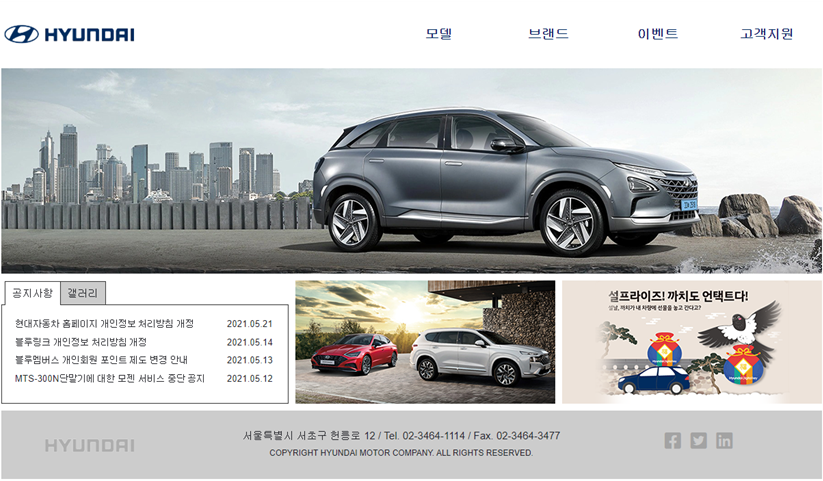 HYUNDAI
모델 브랜드 이벤트 고객지원
공지사항 갤러리
현대자동차 홈페이지 개인정보 처리방침 개정 2021.05.21
블루링크 개인정보 처리방침 개정 2021.05.14
블루멤버스 개인회원 포인트 제도 변경 안내 2021.05.13
MTS-300N단말기에 대한 모젠 서비스 중단 공지 2021.05.12
설프라이즈! 까치도 언택트다!
설날, 까치가 내 차량에 선물을 놓고 간다고?
HYUNDAI
서울특별시 서초구 헌릉로 12 / Tel. 02-3464-1114 / Fax. 02-3464-3477
COPYRIGHT HYUNDAI MOTOR COMPANY. ALL RIGHTS RESERVED.